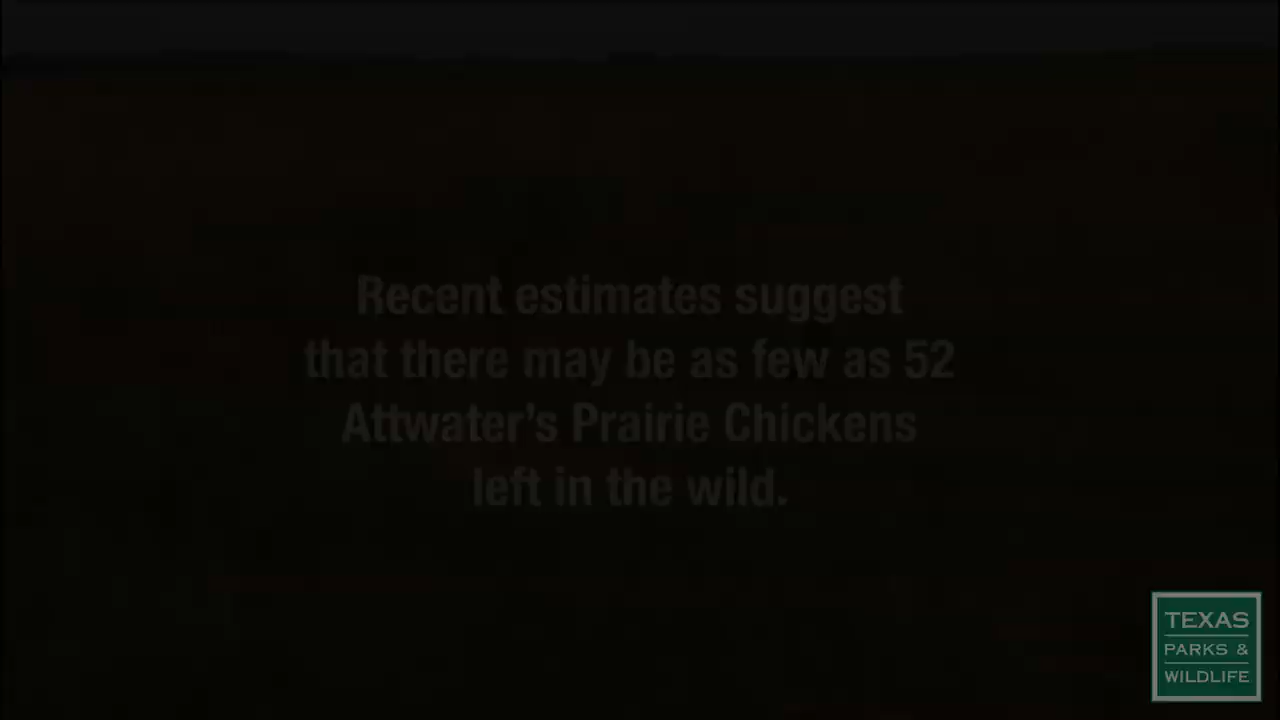 Recent estimates suggest
that there may be as few as 52
Attwater's Prairie Chickens
left in the wild.
TEXAS
PARKS &
WILDLIFE